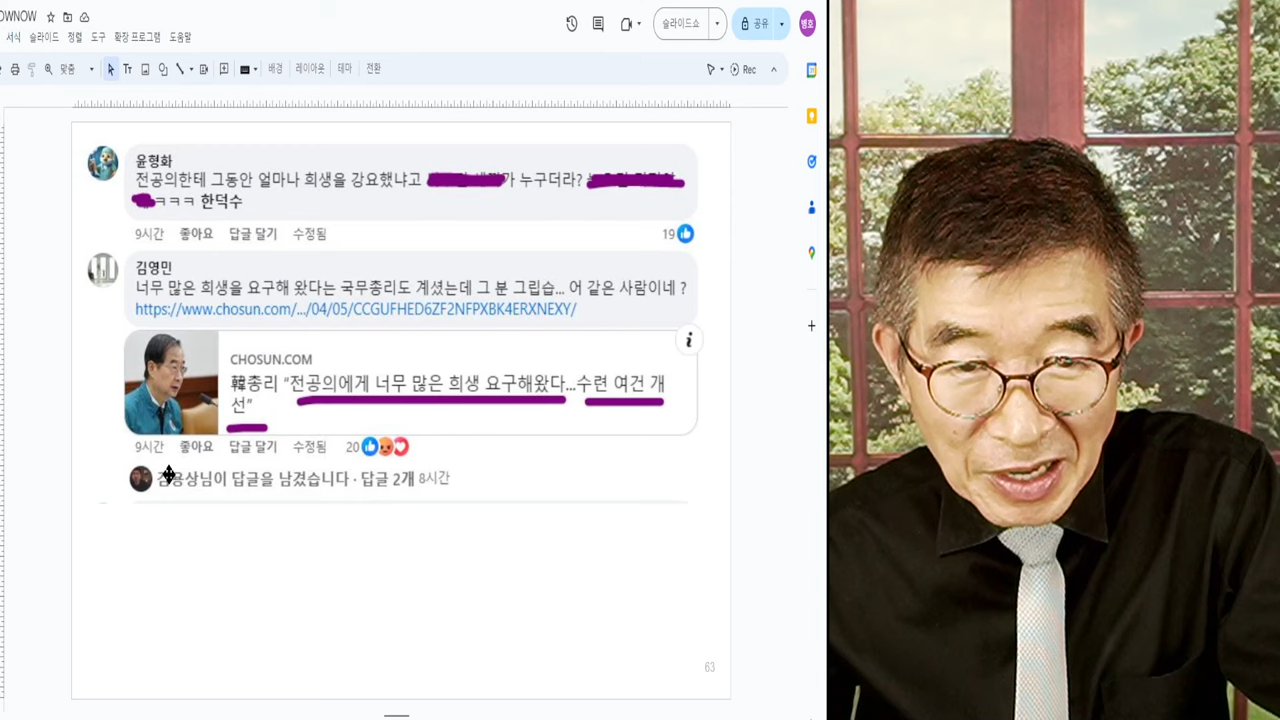 OWNOW
서식 슬라이드 정렬 도구 확장 프로그램 도움말
슬라이드쇼
공유
병호
맞춤
배경 레이아웃 테마 전환
Rec
윤형화
전공의한테 그동안 얼마나 희생을 강요했냐고 가 누구더라?
ㅋㅋㅋ 한덕수
9시간 좋아요 답글 달기 수정됨 19
김영민
너무 많은 희생을 요구해 왔다는 국무총리도 계셨는데 그 분 그립습... 어 같은 사람이네 ?
https://www.chosun.com/.../04/05/CCGUFHED6ZF2NFPXBK4ERXNEXY/
CHOSUN.COM
韓총리 “전공의에게 너무 많은 희생 요구해왔다...수련 여건 개
선”
9시간 좋아요 답글 달기 수정됨 20
답글을 남겼습니다 · 답글 2개 8시간
63